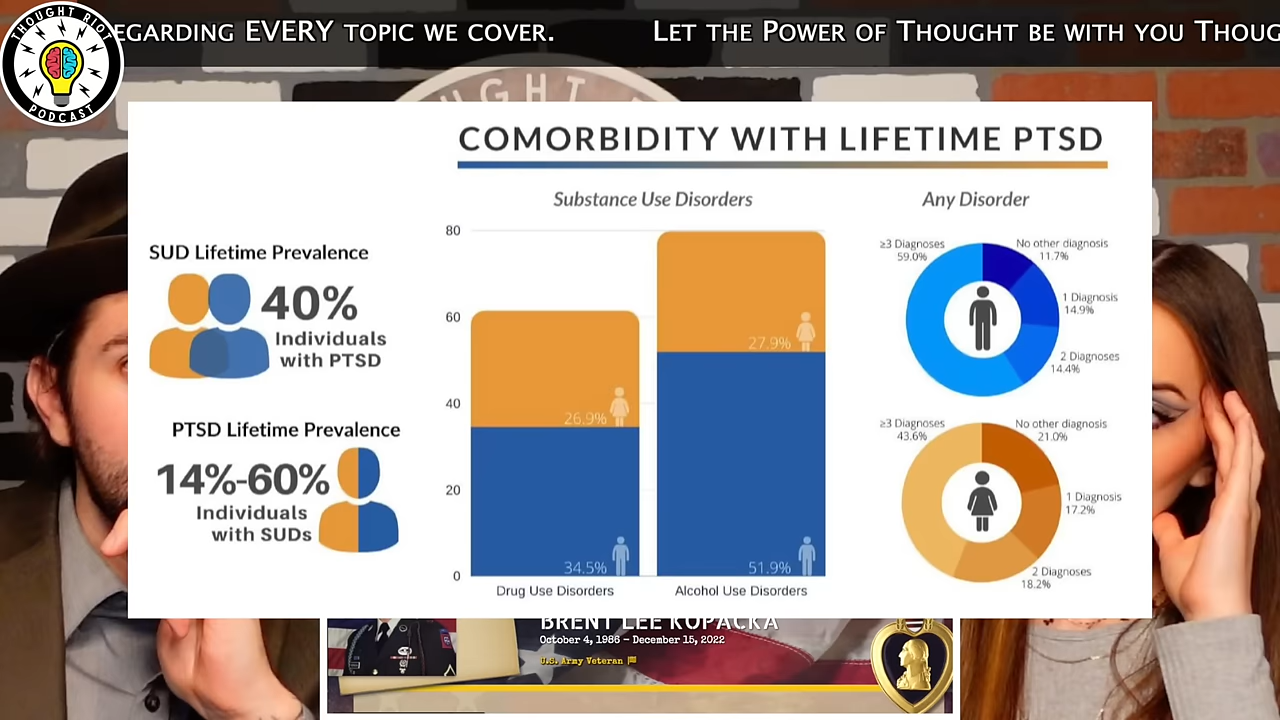 THOUGHT RIOT
PODCAST
EGARDING EVERY TOPIC WE COVER.
LET THE POWER OF THOUGHT BE WITH YOU THOUG
UGHT
COMORBIDITY WITH LIFETIME PTSD
SUD Lifetime Prevalence
40%
Individuals
with PTSD
PTSD Lifetime Prevalence
14%-60%
Individuals
with SUDs
Substance Use Disorders
80
60
40
20
0
27.9%
26.9%
34.5%
51.9%
Drug Use Disorders
Alcohol Use Disorders
Any Disorder
≥3 Diagnoses
59.0%
No other diagnosis
11.7%
1 Diagnosis
14.9%
2 Diagnoses
14.4%
≥3 Diagnoses
43.6%
No other diagnosis
21.0%
1 Diagnosis
17.2%
2 Diagnoses
18.2%
BRENT LEE KOPACKA
October 4, 1986 – December 15, 2022
U.S. Army Veteran